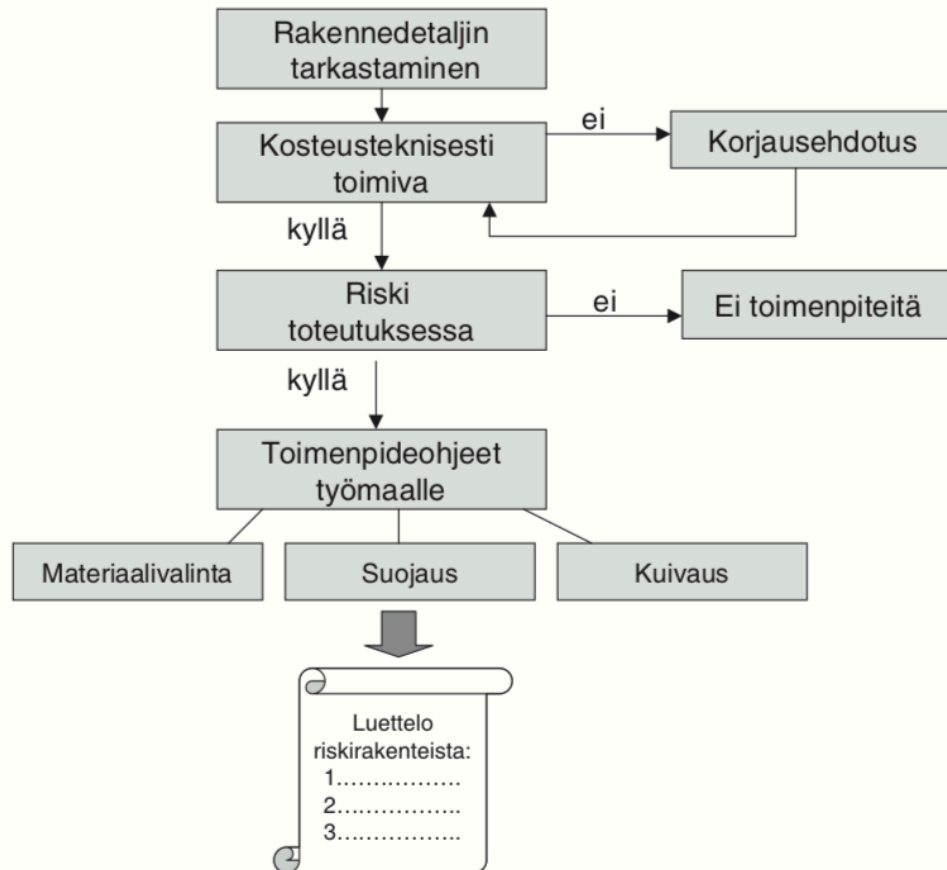 Rakennedetaljin
tarkastaminen
Kosteusteknisesti
toimiva
ei
Korjausehdotus
kyllä
Riski
toteutuksessa
ei
Ei toimenpiteitä
kyllä
Toimenpideohjeet
työmaalle
Materiaalivalinta
Suojaus
Kuivaus
Luettelo
riskirakenteista:
1.................
2.................
3.................